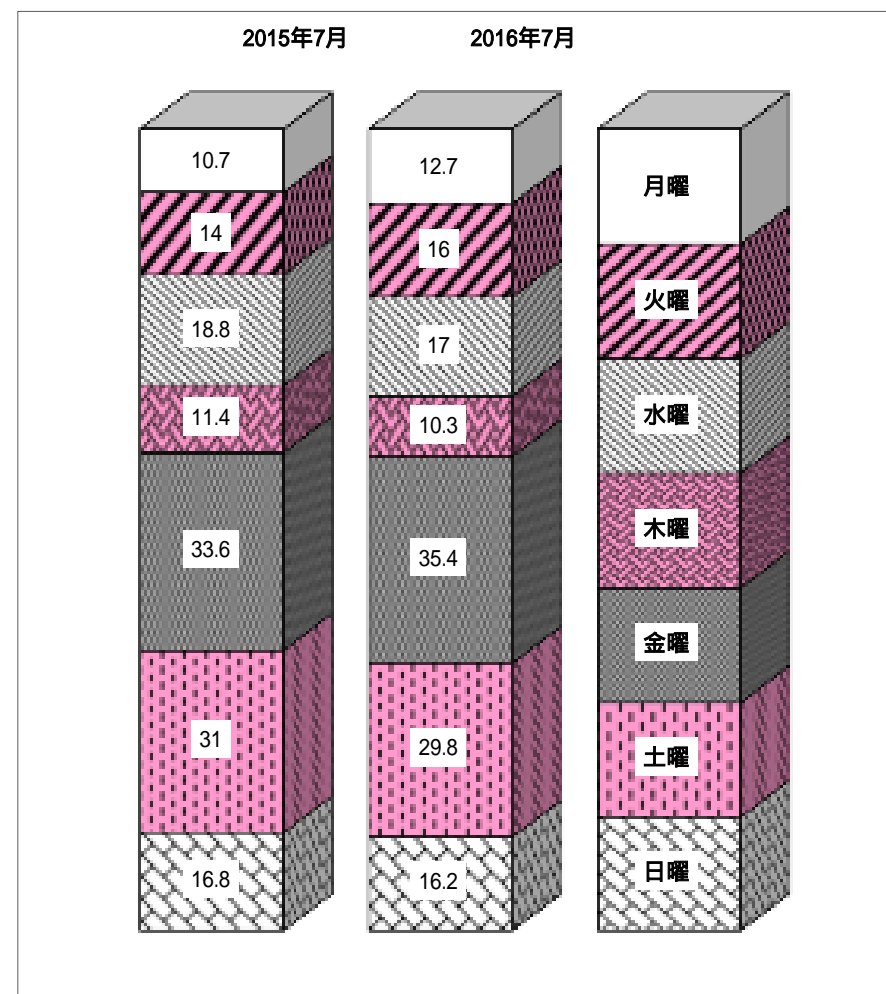 2015年7月 2016年7月
10.7 12.7 月曜
14 16 火曜
18.8 17 水曜
11.4 10.3 木曜
33.6 35.4 金曜
31 29.8 土曜
16.8 16.2 日曜